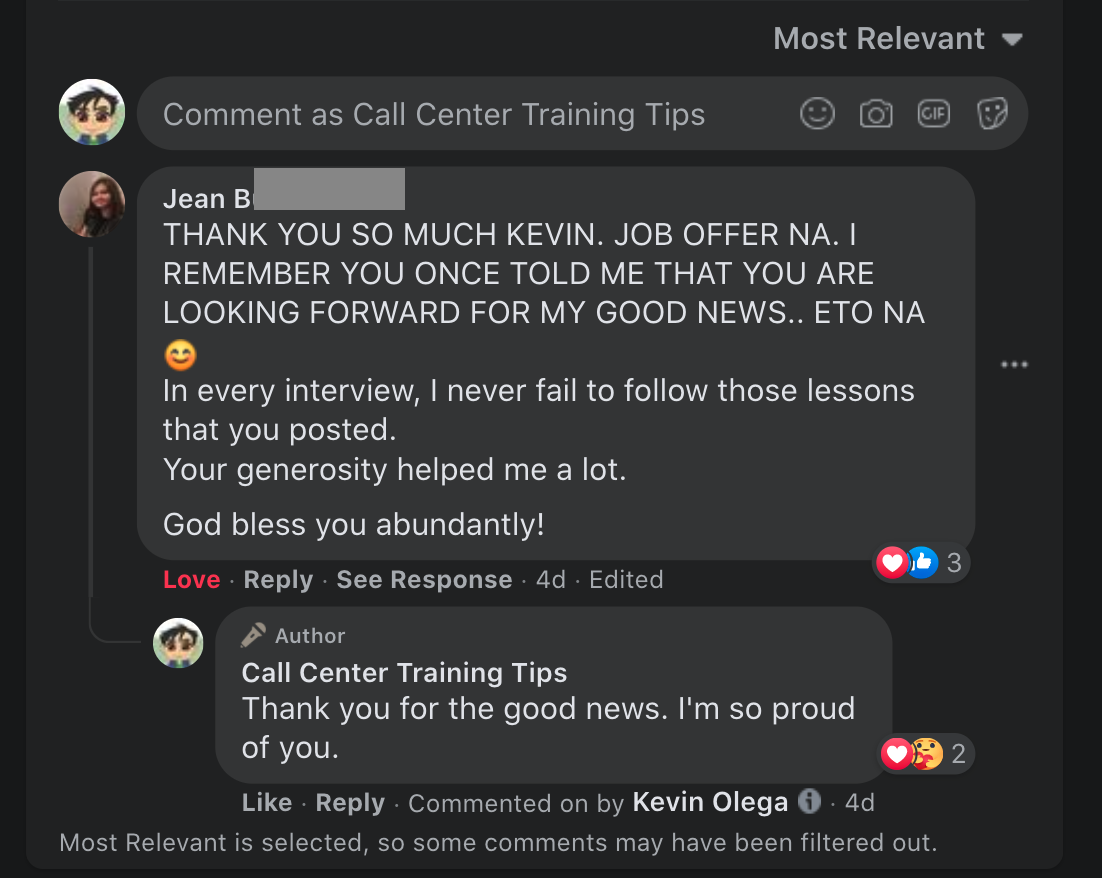 Most Relevant
Comment as Call Center Training Tips
GIF
Jean B
THANK YOU SO MUCH KEVIN. JOB OFFER NA. I
REMEMBER YOU ONCE TOLD ME THAT YOU ARE
LOOKING FORWARD FOR MY GOOD NEWS.. ETO NA
😊
In every interview, I never fail to follow those lessons
that you posted.
Your generosity helped me a lot.
God bless you abundantly!
3
Love · Reply · See Response · 4d · Edited
Author
Call Center Training Tips
Thank you for the good news. I'm so proud
of you.
2
Like · Reply · Commented on by Kevin Olega · 4d
Most Relevant is selected, so some comments may have been filtered out.